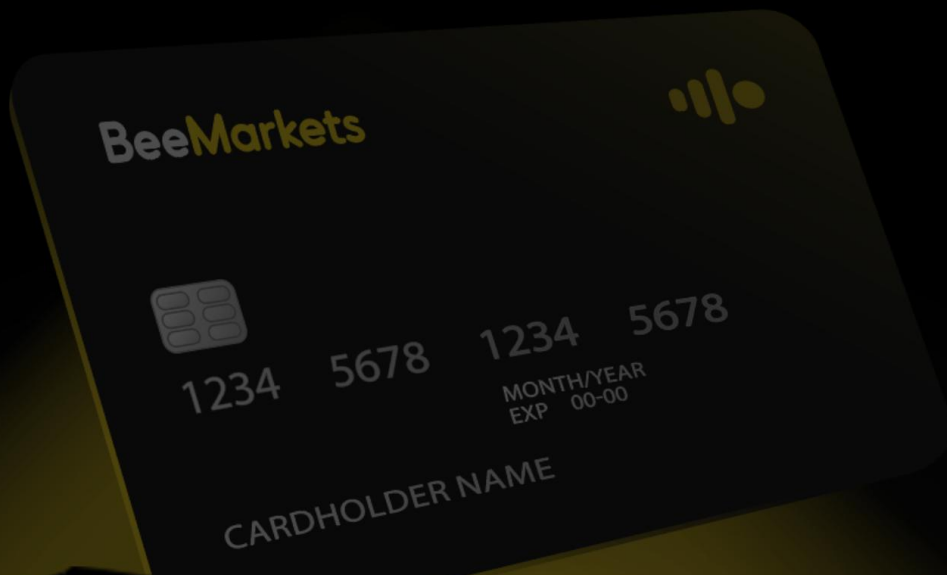 BeeMarkets
1234 5678 1234 5678
MONTH/YEAR
EXP 00-00
CARDHOLDER NAME